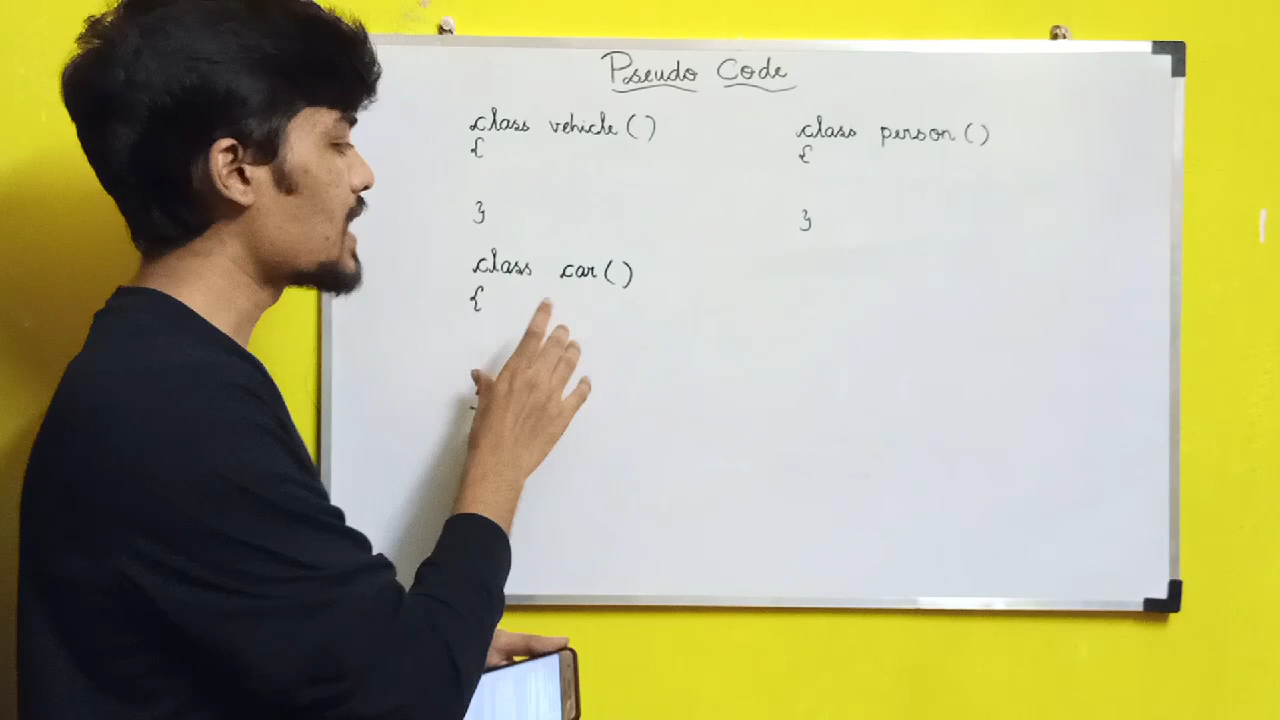 Pseudo Code
class vehicle()
{
}
class car()
{
class person()
{
}